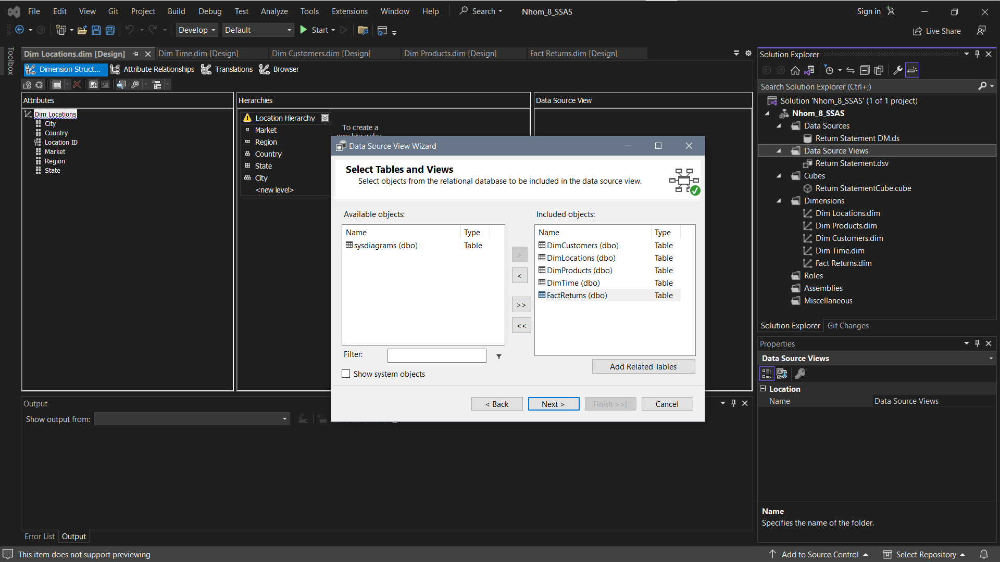 File Edit View Git Project Build Debug Test Analyze Tools Extensions Window Help Search Nhom_8_SSAS Sign in
Develop Default Start Live Share
Toolbox
Dim Locations.dim [Design] Dim Time.dim [Design] Dim Customers.dim [Design] Dim Products.dim [Design] Fact Returns.dim [Design]
Dimension Struct... Attribute Relationships Translations Browser
Attributes
Dim Locations
City
Country
Location ID
Market
Region
State
Hierarchies
Location Hierarchy
Market
Region
Country
State
City
<new level>
To create a
new hierarchy
Data Source View
Data Source View Wizard
Select Tables and Views
Select objects from the relational database to be included in the data source view.
Available objects:
Name Type
sysdiagrams (dbo) Table
>
<
>>
<<
Included objects:
Name Type
DimCustomers (dbo) Table
DimLocations (dbo) Table
DimProducts (dbo) Table
DimTime (dbo) Table
FactReturns (dbo) Table
Filter:
Show system objects
Add Related Tables
< Back Next > Finish >>| Cancel
Output
Show output from:
Error List Output
Solution Explorer
Search Solution Explorer (Ctrl+;)
Solution 'Nhom_8_SSAS' (1 of 1 project)
Nhom_8_SSAS
Data Sources
Return Statement DM.ds
Data Source Views
Return Statement.dsv
Cubes
Return StatementCube.cube
Dimensions
Dim Locations.dim
Dim Products.dim
Dim Customers.dim
Dim Time.dim
Fact Returns.dim
Roles
Assemblies
Miscellaneous
Solution Explorer Git Changes
Properties
Data Source Views
Location
Name Data Source Views
Name
Specifies the name of the folder.
This item does not support previewing Add to Source Control Select Repository